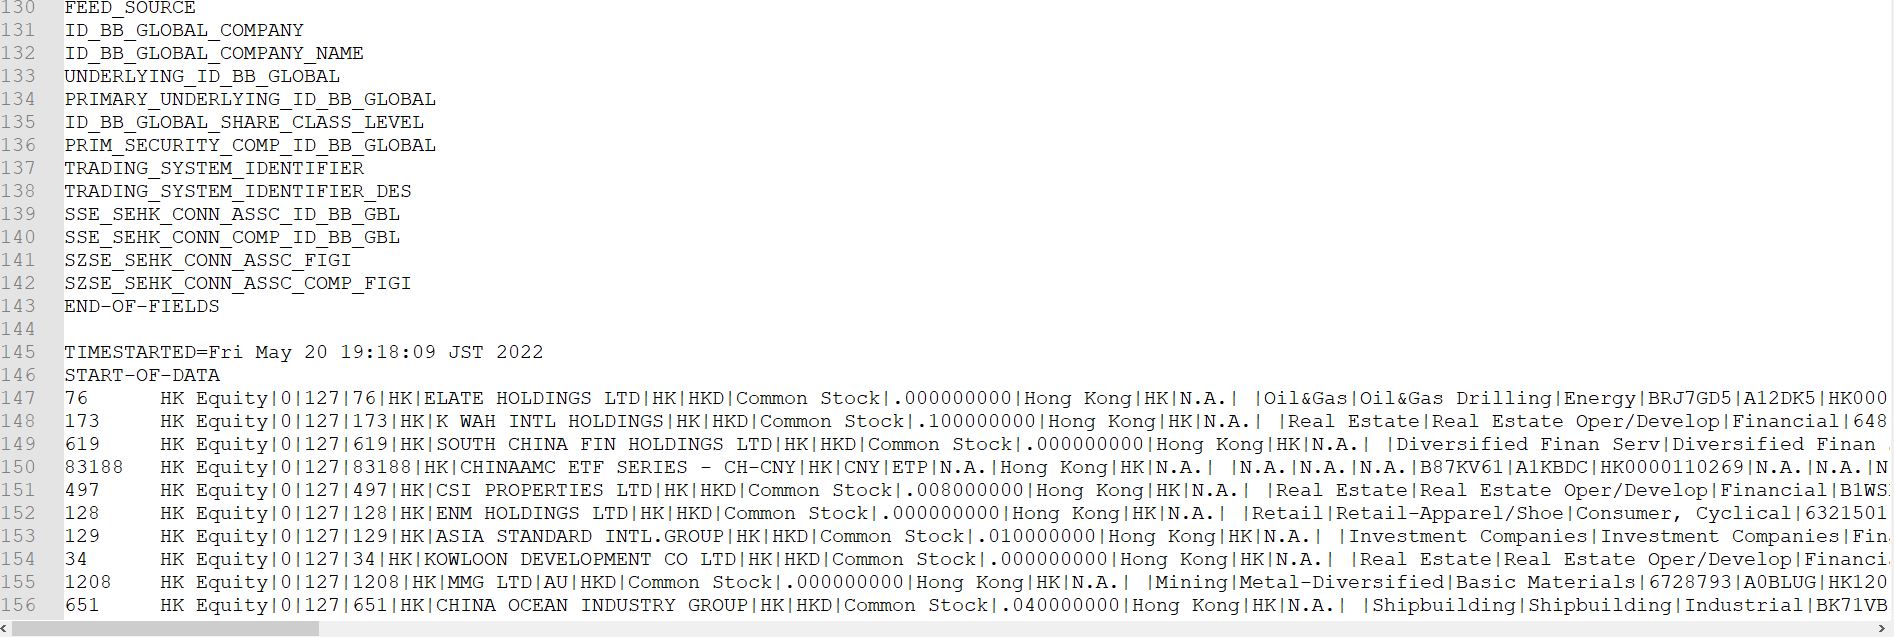 130 FEED_SOURCE
131 ID_BB_GLOBAL_COMPANY
132 ID_BB_GLOBAL_COMPANY_NAME
133 UNDERLYING_ID_BB_GLOBAL
134 PRIMARY_UNDERLYING_ID_BB_GLOBAL
135 ID_BB_GLOBAL_SHARE_CLASS_LEVEL
136 PRIM_SECURITY_COMP_ID_BB_GLOBAL
137 TRADING_SYSTEM_IDENTIFIER
138 TRADING_SYSTEM_IDENTIFIER_DES
139 SSE_SEHK_CONN_ASSC_ID_BB_GBL
140 SSE_SEHK_CONN_COMP_ID_BB_GBL
141 SZSE_SEHK_CONN_ASSC_FIGI
142 SZSE_SEHK_CONN_ASSC_COMP_FIGI
143 END-OF-FIELDS
144
145 TIMESTARTED=Fri May 20 19:18:09 JST 2022
146 START-OF-DATA
147 76      HK Equity|0|127|76|HK|ELATE HOLDINGS LTD|HK|HKD|Common Stock|.000000000|Hong Kong|HK|N.A.| |Oil&Gas|Oil&Gas Drilling|Energy|BRJ7GD5|A12DK5|HK000
148 173     HK Equity|0|127|173|HK|K WAH INTL HOLDINGS|HK|HKD|Common Stock|.100000000|Hong Kong|HK|N.A.| |Real Estate|Real Estate Oper/Develop|Financial|648
149 619     HK Equity|0|127|619|HK|SOUTH CHINA FIN HOLDINGS LTD|HK|HKD|Common Stock|.000000000|Hong Kong|HK|N.A.| |Diversified Finan Serv|Diversified Finan
150 83188   HK Equity|0|127|83188|HK|CHINAAMC ETF SERIES - CH-CNY|HK|CNY|ETP|N.A.|Hong Kong|HK|N.A.| |N.A.|N.A.|N.A.|B87KV61|A1KBDC|HK0000110269|N.A.|N.A.|N
151 497     HK Equity|0|127|497|HK|CSI PROPERTIES LTD|HK|HKD|Common Stock|.008000000|Hong Kong|HK|N.A.| |Real Estate|Real Estate Oper/Develop|Financial|B1WS
152 128     HK Equity|0|127|128|HK|ENM HOLDINGS LTD|HK|HKD|Common Stock|.000000000|Hong Kong|HK|N.A.| |Retail|Retail-Apparel/Shoe|Consumer, Cyclical|6321501
153 129     HK Equity|0|127|129|HK|ASIA STANDARD INTL.GROUP|HK|HKD|Common Stock|.010000000|Hong Kong|HK|N.A.| |Investment Companies|Investment Companies|Fin
154 34      HK Equity|0|127|34|HK|KOWLOON DEVELOPMENT CO LTD|HK|HKD|Common Stock|.000000000|Hong Kong|HK|N.A.| |Real Estate|Real Estate Oper/Develop|Financi
155 1208    HK Equity|0|127|1208|HK|MMG LTD|AU|HKD|Common Stock|.000000000|Hong Kong|HK|N.A.| |Mining|Metal-Diversified|Basic Materials|6728793|A0BLUG|HK120
156 651     HK Equity|0|127|651|HK|CHINA OCEAN INDUSTRY GROUP|HK|HKD|Common Stock|.040000000|Hong Kong|HK|N.A.| |Shipbuilding|Shipbuilding|Industrial|BK71VB